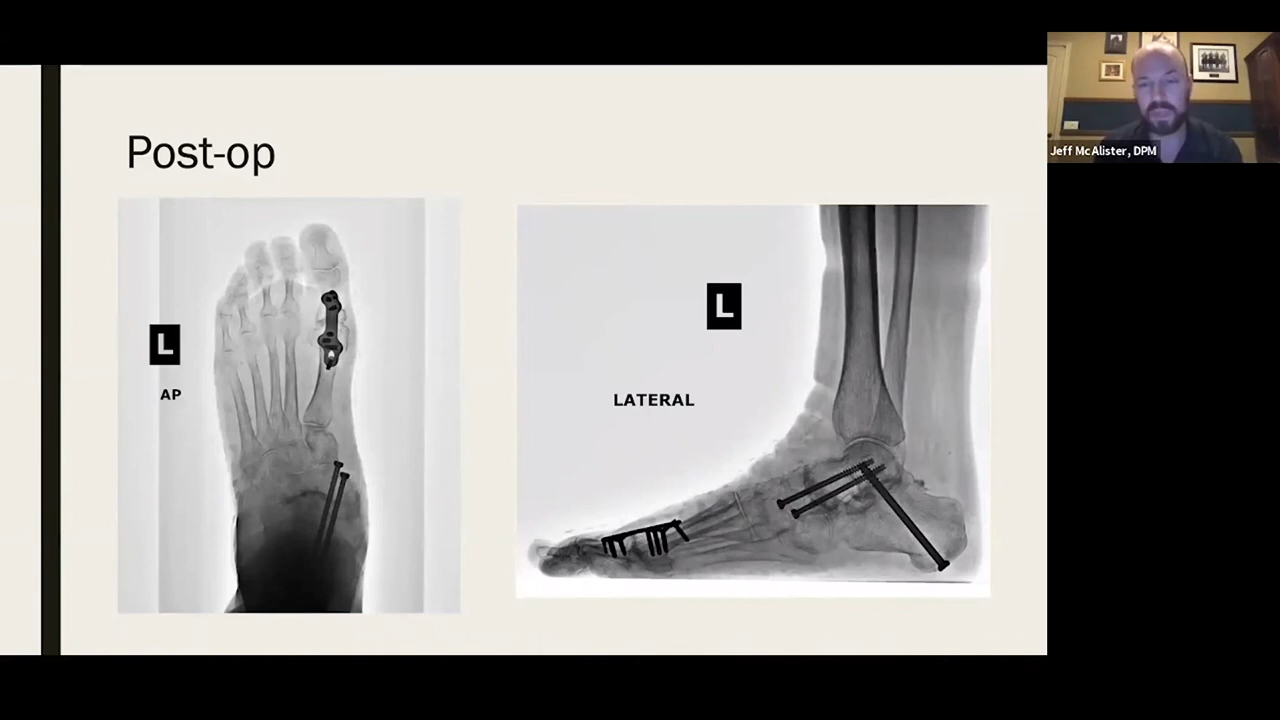 Post-op
L
AP
L
LATERAL
Jeff McAlister, DPM